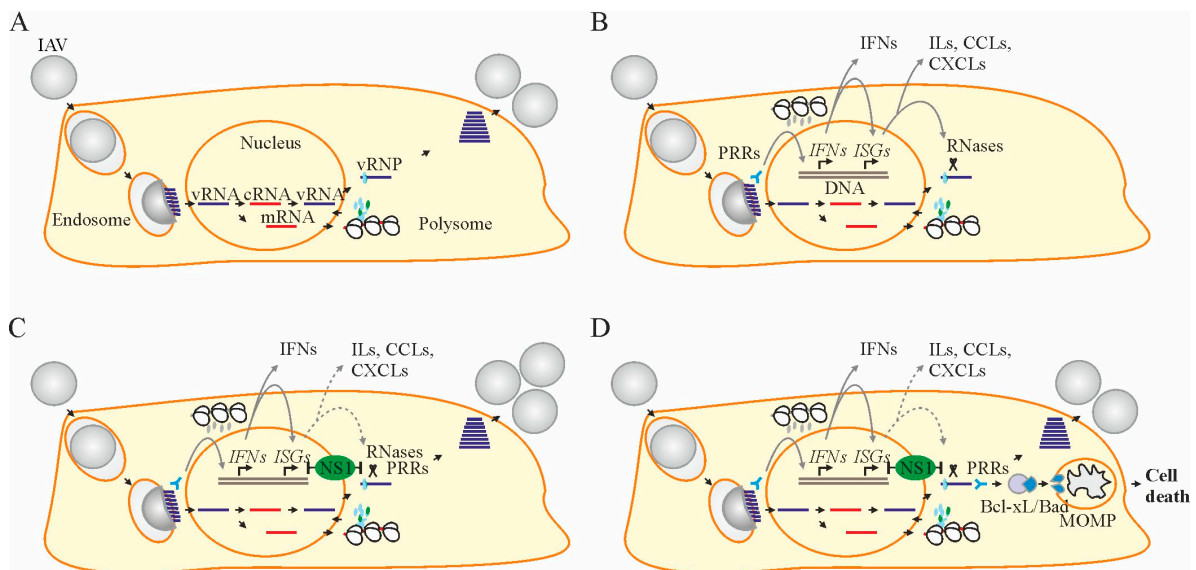 A
IAV
Nucleus
vRNP
vRNA
cRNA
vRNA
mRNA
Endosome
Polysome
B
IFNs
ILs, CCLs,
CXCLs
PRRs
IFNs
ISGs
RNases
DNA
C
IFNs
ILs, CCLs,
CXCLs
IFNs
ISGs
NS1
RNases
PRRs
D
IFNs
ILs, CCLs,
CXCLs
IFNs
ISGs
NS1
PRRs
Bcl-xL/Bad
MOMP
Cell
death